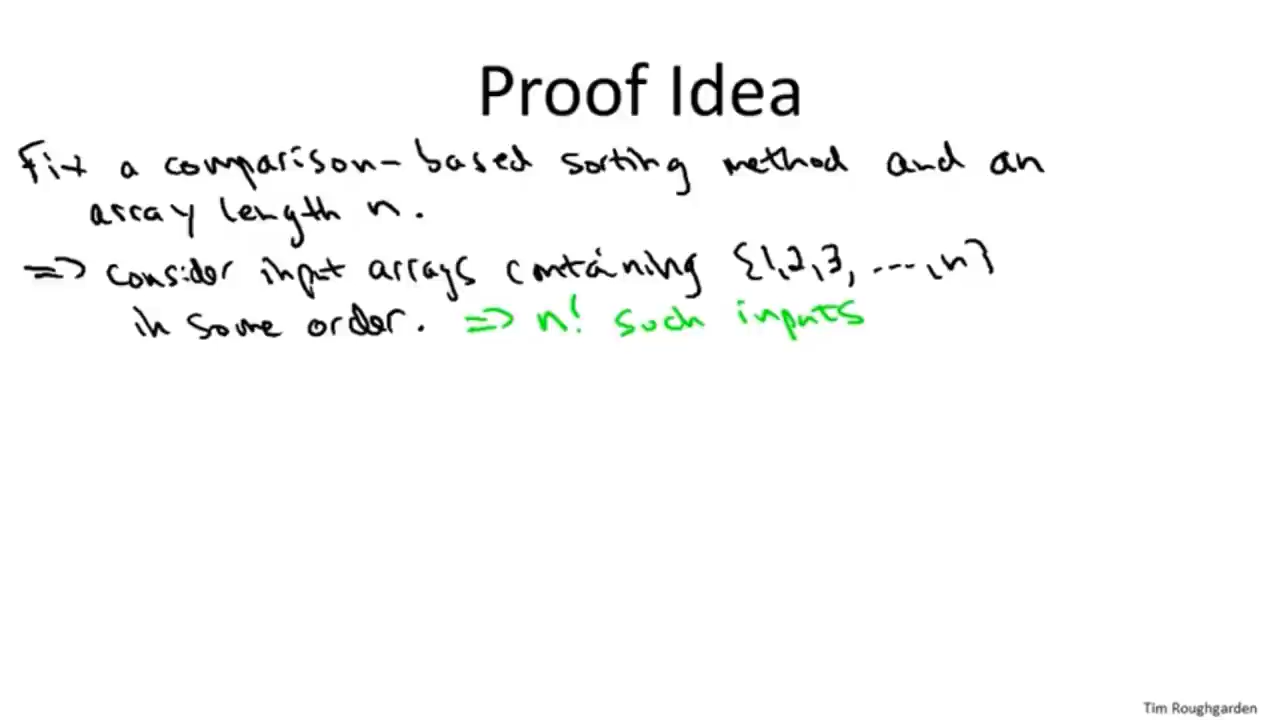 Proof Idea
Fix a comparison-based sorting method and an
array length n.
=> consider input arrays containing {1,2,3, ...,n}
in some order. => n! such inputs
Tim Roughgarden